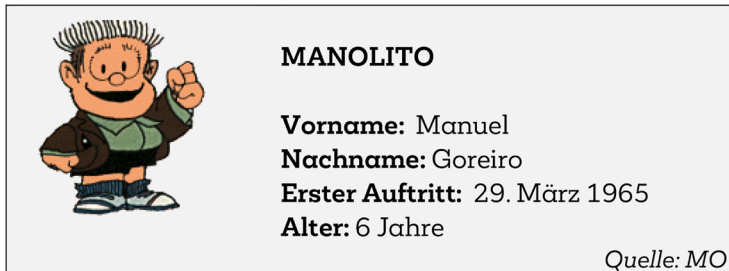 MANOLITO
Vorname: Manuel
Nachname: Goreiro
Erster Auftritt: 29. März 1965
Alter: 6 Jahre
Quelle: MO